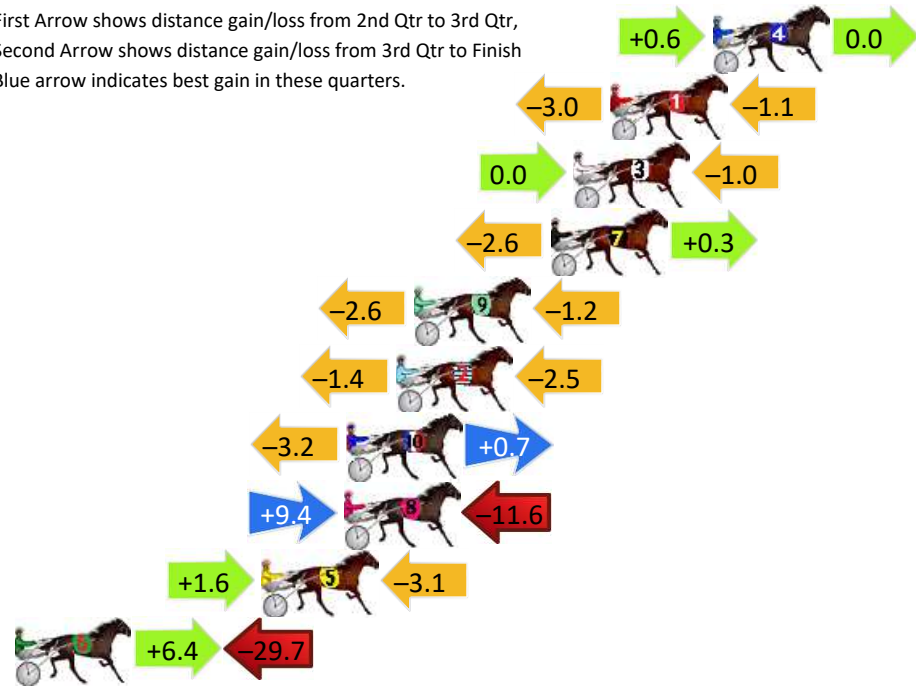 First Arrow shows distance gain/loss from 2nd Qtr to 3rd Qtr,
Second Arrow shows distance gain/loss from 3rd Qtr to Finish
Blue arrow indicates best gain in these quarters.
+0.6 4 0.0
–3.0 1 –1.1
0.0 3 –1.0
–2.6 7 +0.3
–2.6 9 –1.2
–1.4 2 –2.5
–3.2 10 +0.7
+9.4 8 –11.6
+1.6 5 –3.1
6 +6.4 –29.7